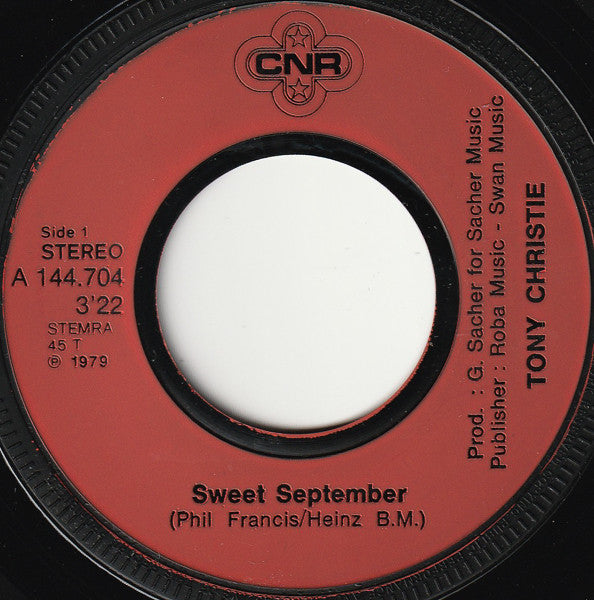 CNR
Side 1
STEREO
A 144.704
3'22
STEMRA
45 T
℗ 1979
Prod. : G. Sacher for Sacher Music
Publisher : Roba Music - Swan Music
TONY CHRISTIE
Sweet September
(Phil Francis/Heinz B.M.)